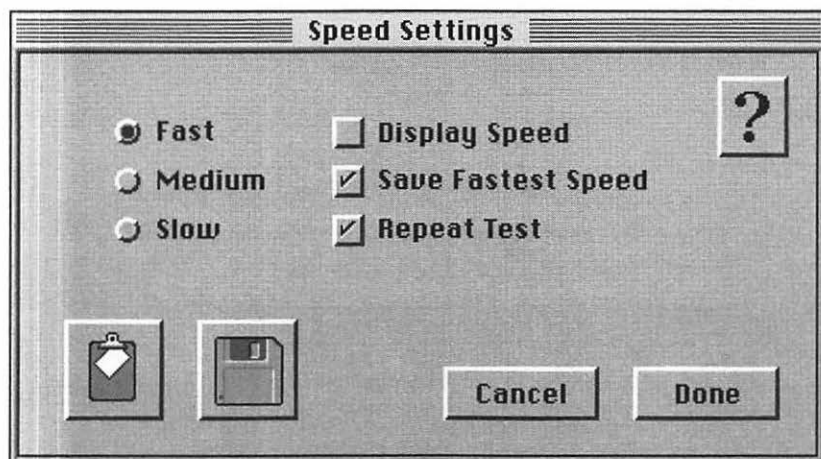 Speed Settings
?
Fast
Display Speed
Medium
Save Fastest Speed
Slow
Repeat Test
Cancel
Done